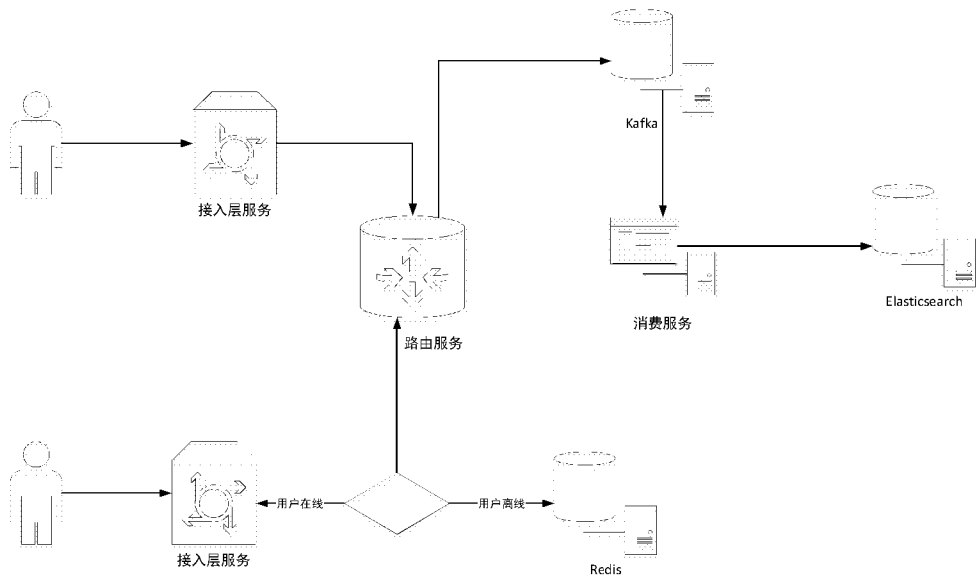 Kafka
接入层服务
Elasticsearch
消费服务
路由服务
用户在线
用户离线
接入层服务
Redis